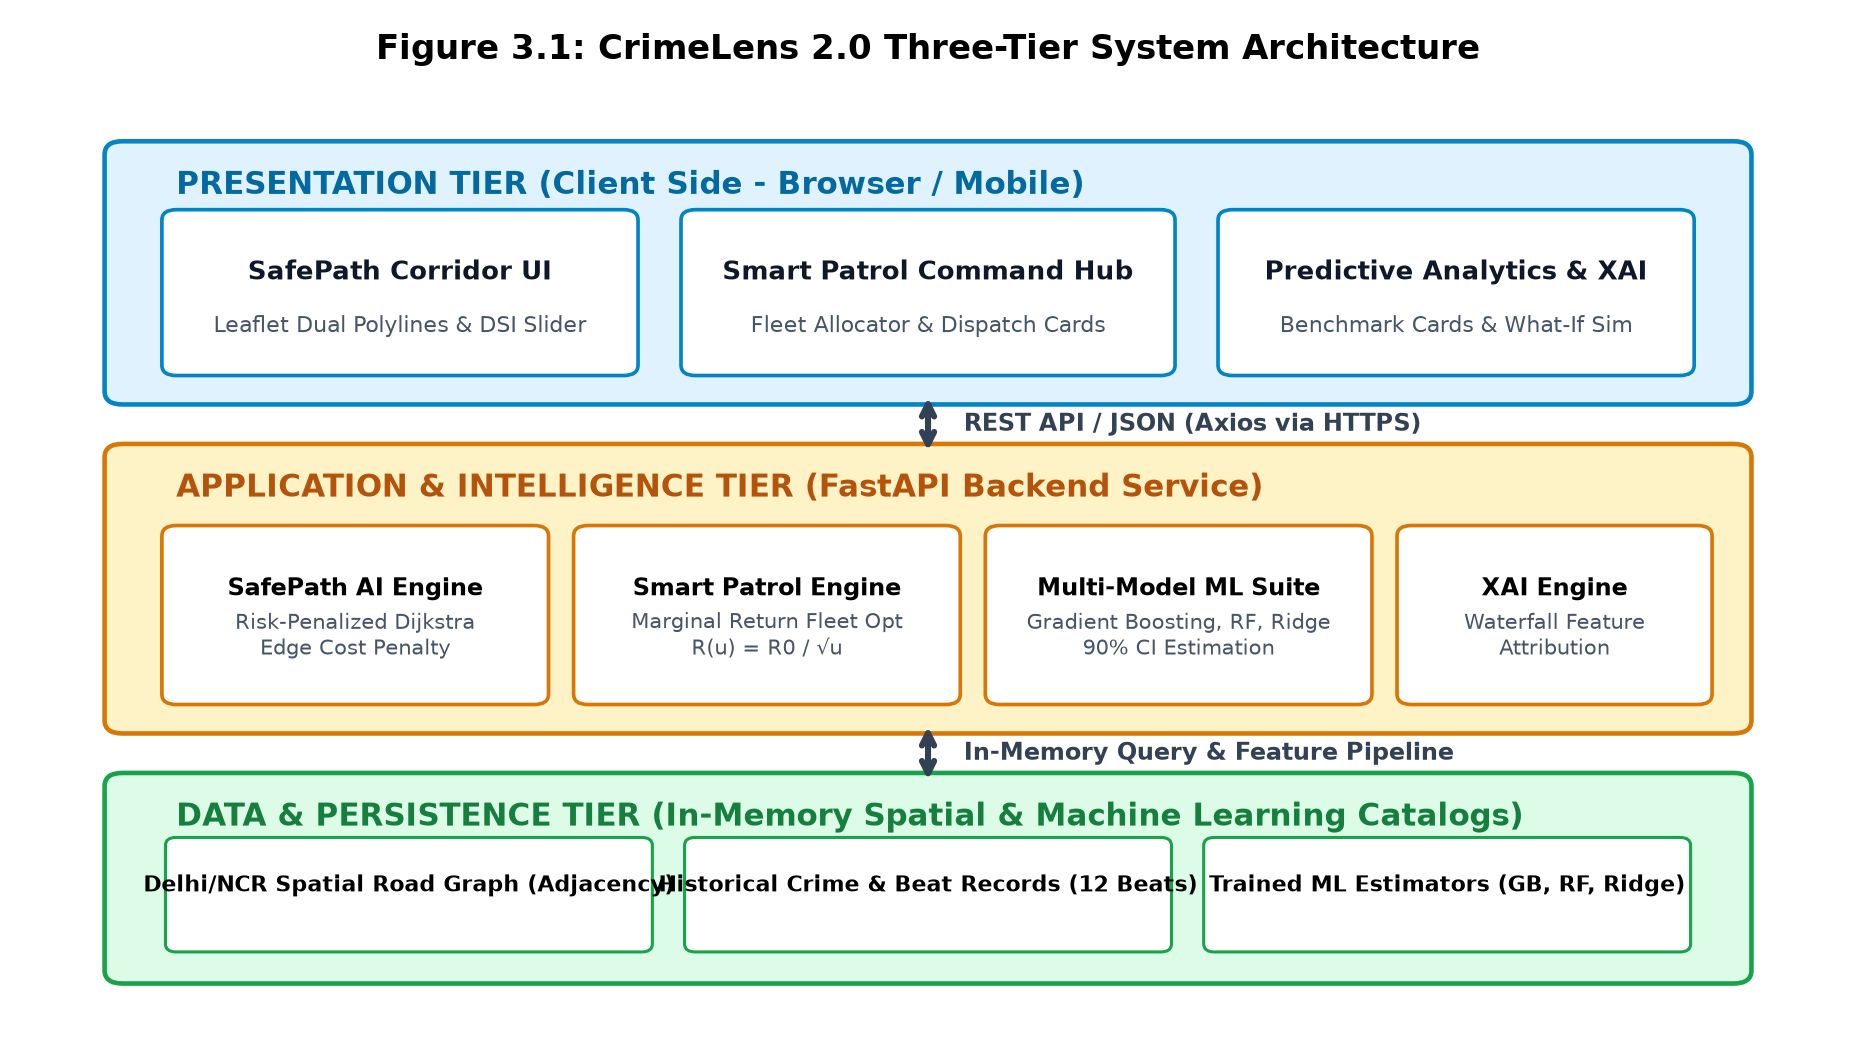 Figure 3.1: CrimeLens 2.0 Three-Tier System Architecture
PRESENTATION TIER (Client Side - Browser / Mobile)
SafePath Corridor UI
Leaflet Dual Polylines & DSI Slider
Smart Patrol Command Hub
Fleet Allocator & Dispatch Cards
Predictive Analytics & XAI
Benchmark Cards & What-If Sim
REST API / JSON (Axios via HTTPS)
APPLICATION & INTELLIGENCE TIER (FastAPI Backend Service)
SafePath AI Engine
Risk-Penalized Dijkstra
Edge Cost Penalty
Smart Patrol Engine
Marginal Return Fleet Opt
R(u) = R0 / √u
Multi-Model ML Suite
Gradient Boosting, RF, Ridge
90% CI Estimation
XAI Engine
Waterfall Feature
Attribution
In-Memory Query & Feature Pipeline
DATA & PERSISTENCE TIER (In-Memory Spatial & Machine Learning Catalogs)
Delhi/NCR Spatial Road Graph (Adjacency)
Historical Crime & Beat Records (12 Beats)
Trained ML Estimators (GB, RF, Ridge)